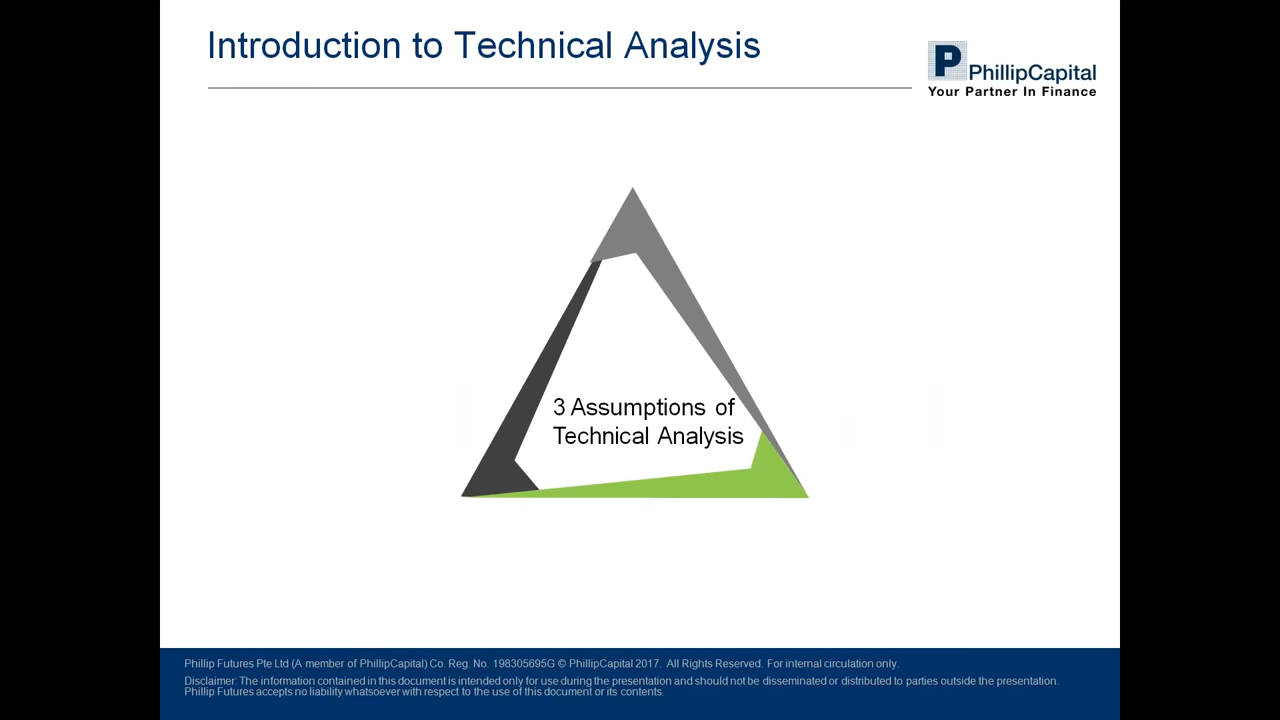 Introduction to Technical Analysis
P
PhillipCapital
Your Partner In Finance
3 Assumptions of
Technical Analysis
Phillip Futures Pte Ltd (A member of PhillipCapital) Co. Reg. No. 198305695G © PhillipCapital 2017. All Rights Reserved. For internal circulation only.
Disclaimer: The information contained in this document is intended only for use during the presentation and should not be disseminated or distributed to parties outside the presentation.
Phillip Futures accepts no liability whatsoever with respect to the use of this document or its contents.